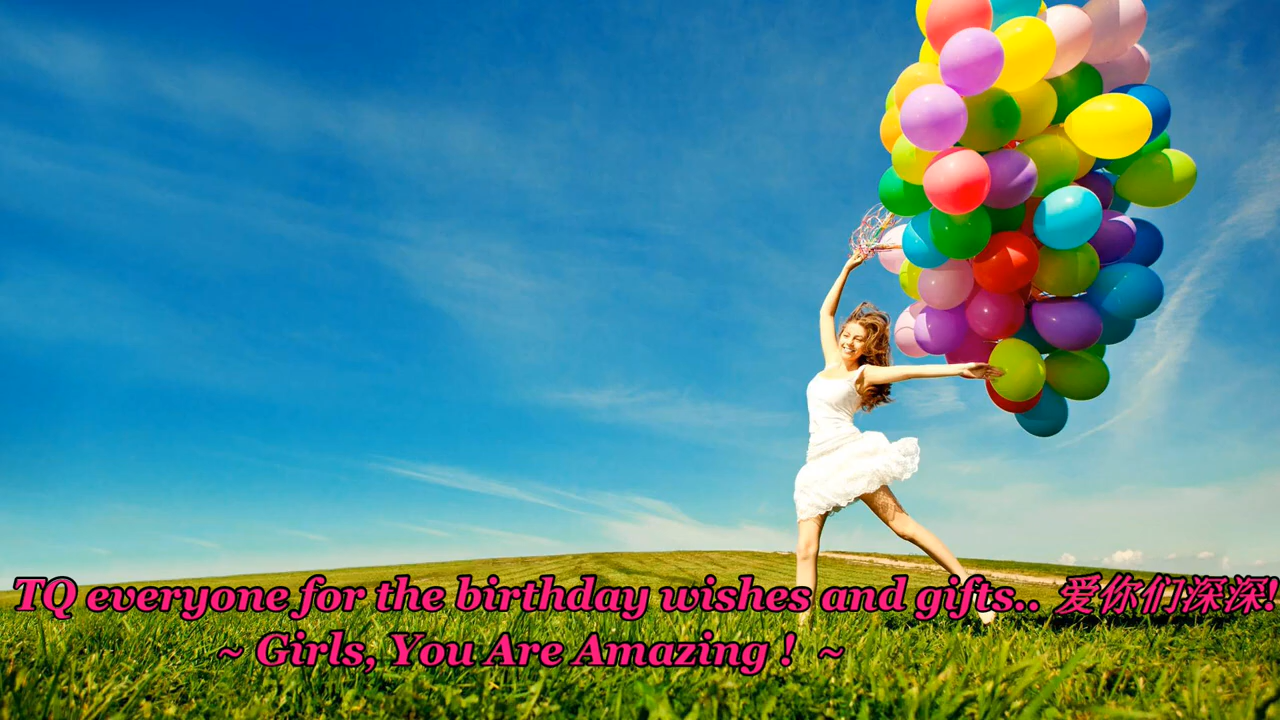 TQ everyone for the birthday wishes and gifts.. 爱你们深深!
~ Girls, You Are Amazing ! ~